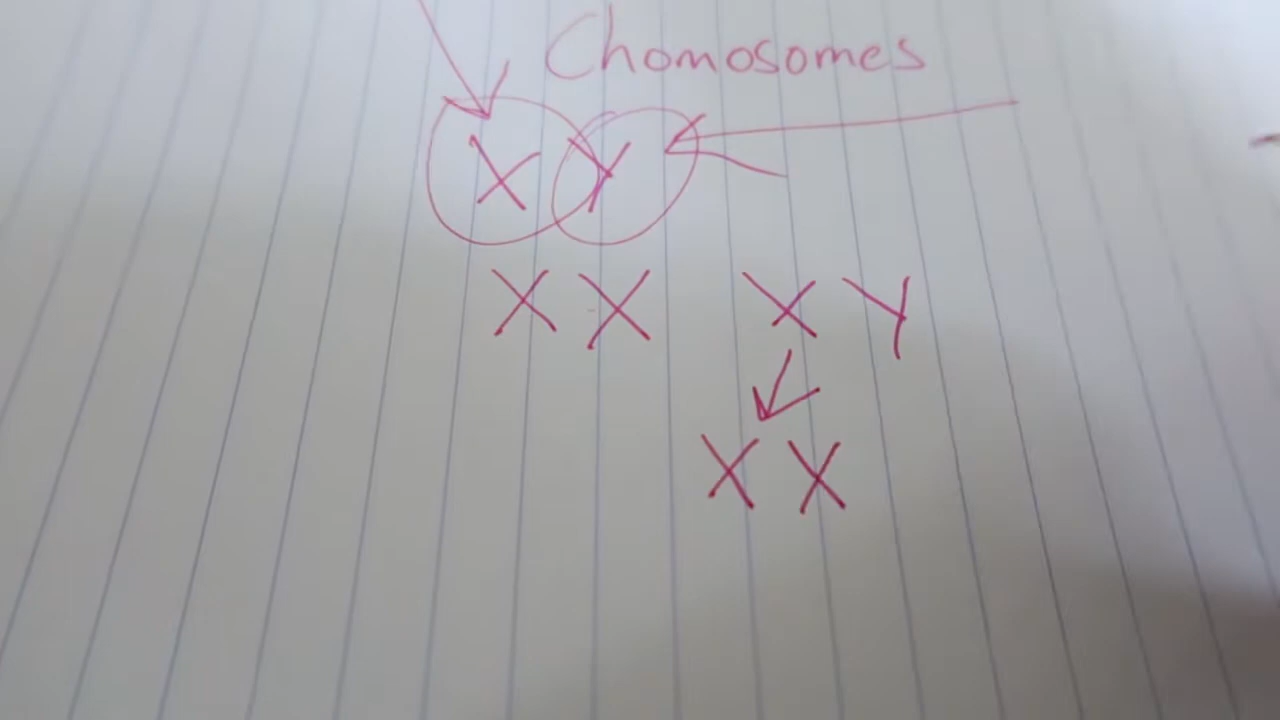 Chomosomes
X Y
X X X Y
X X